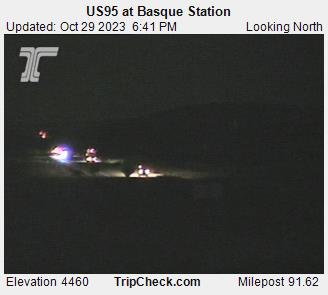 US95 at Basque Station
Updated: Oct 29 2023 6:41 PM Looking North
Elevation 4460 TripCheck.com Milepost 91.62